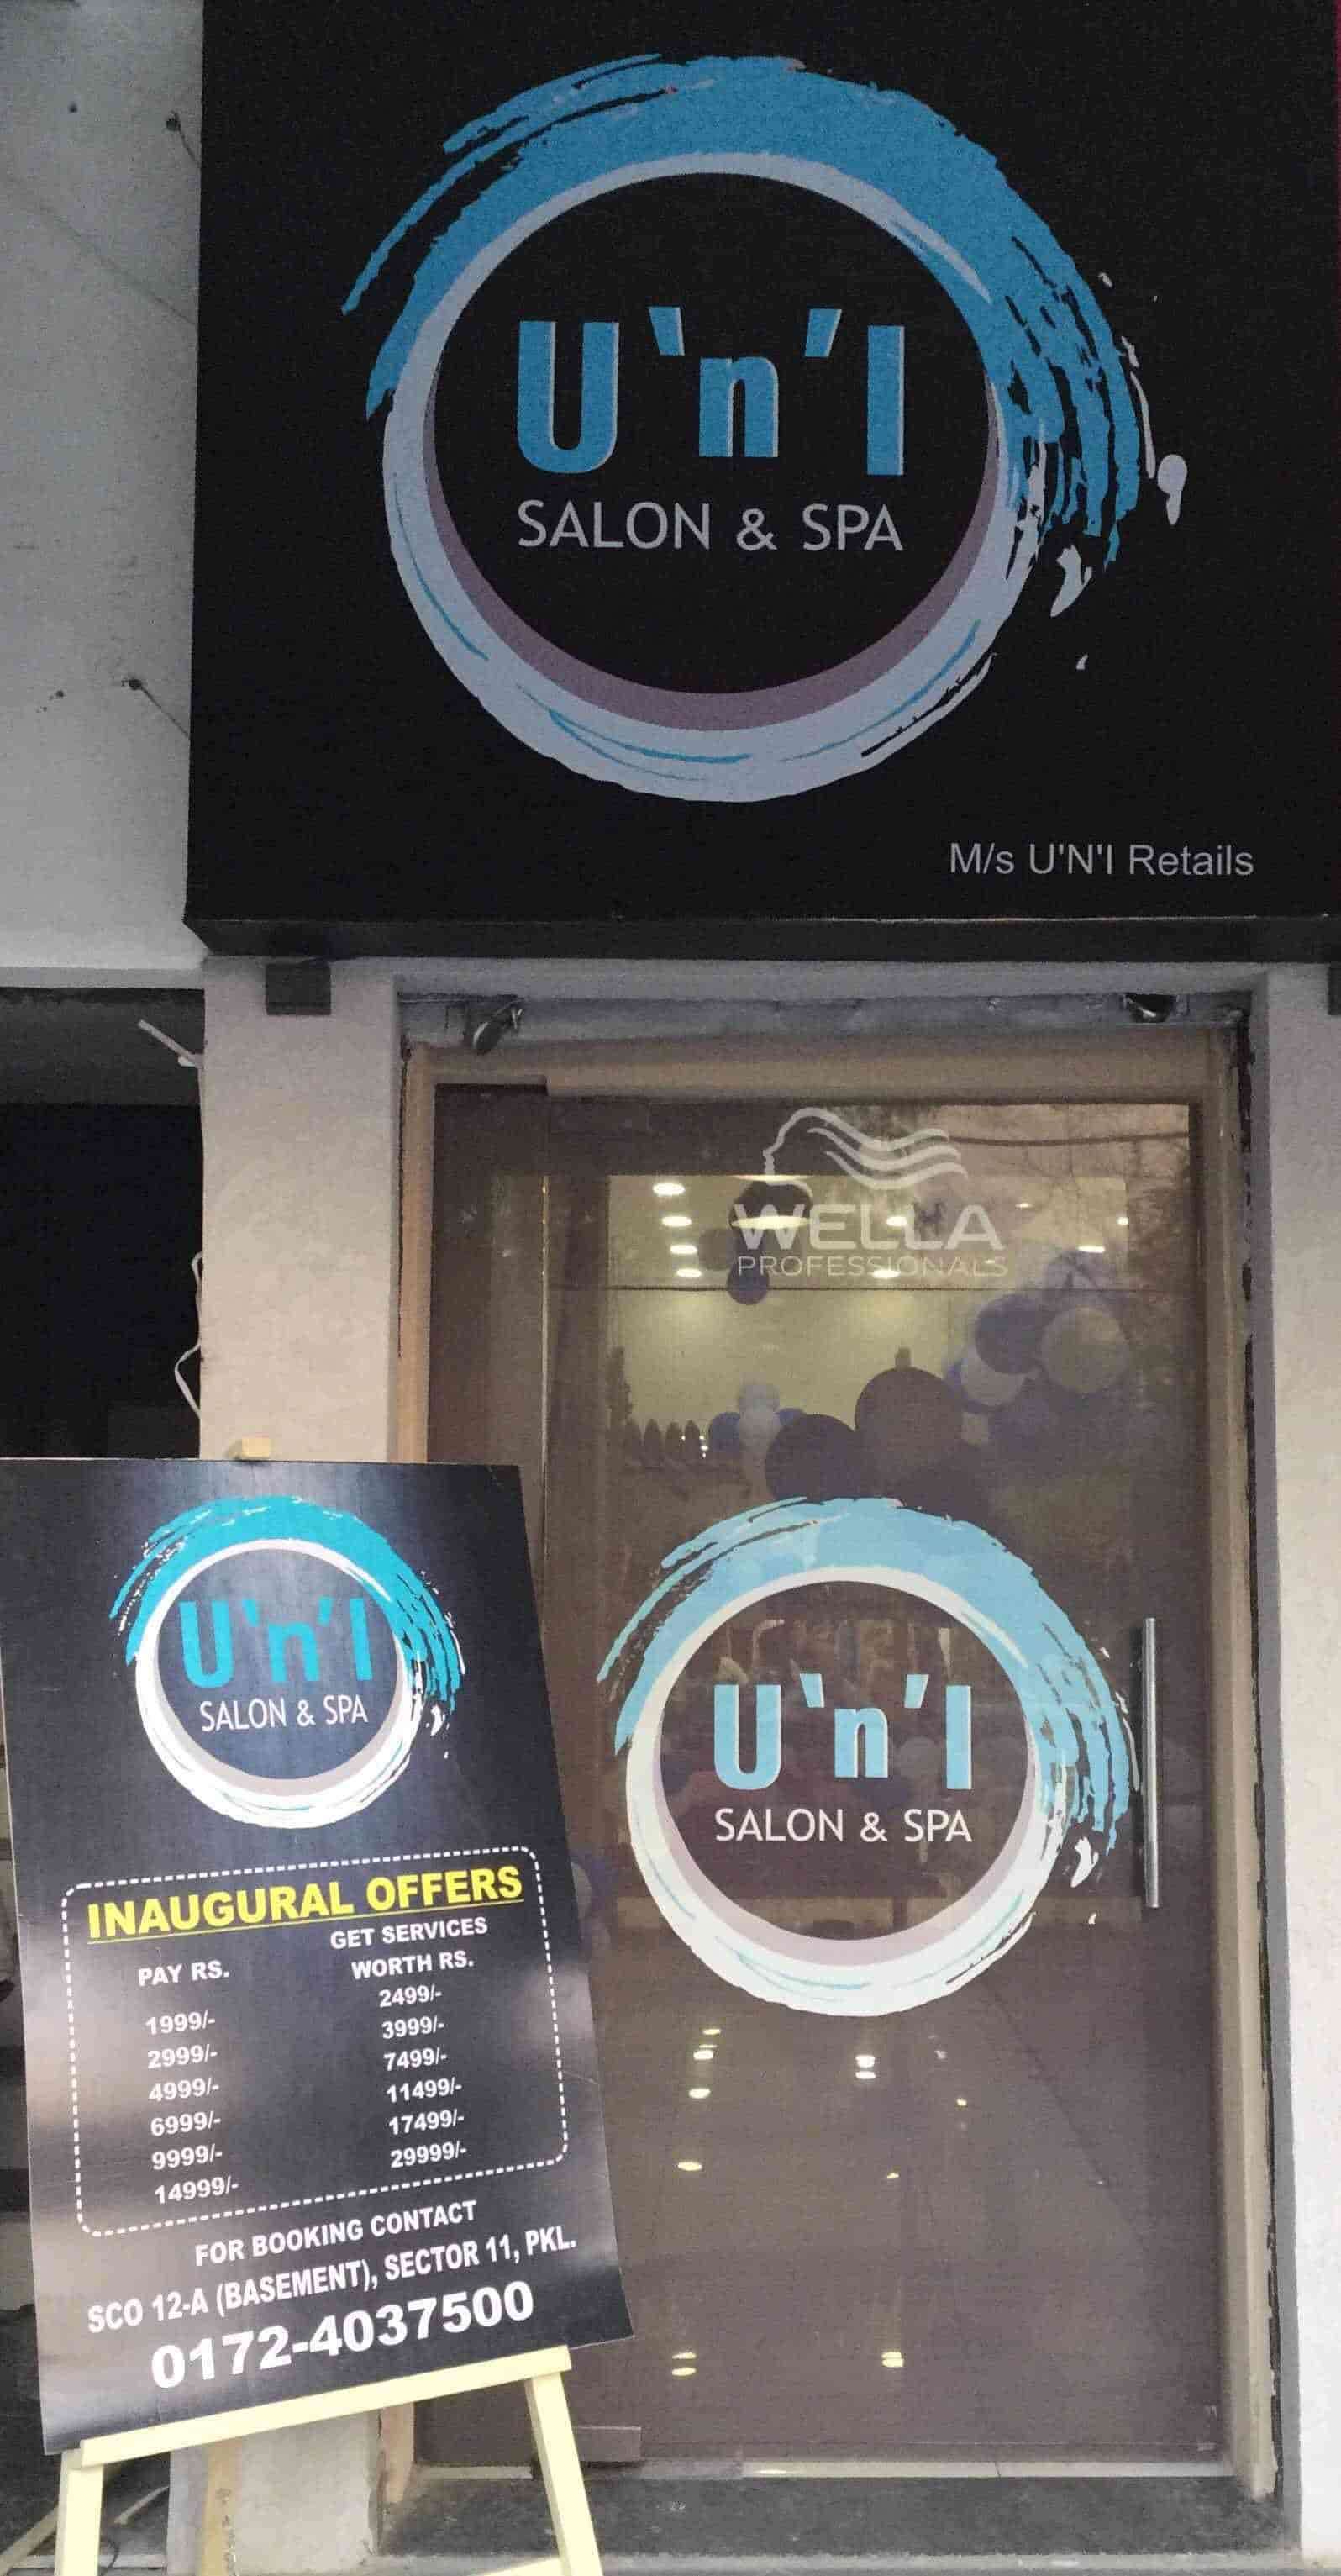 U'n'I
SALON & SPA
M/s U'N'I Retails
WELLA
PROFESSIONALS
U'n'I
SALON & SPA
U'n'I
SALON & SPA
INAUGURAL OFFERS
PAY RS. GET SERVICES WORTH RS.
1999/- 2499/-
2999/- 3999/-
4999/- 7499/-
6999/- 11499/-
9999/- 17499/-
14999/- 29999/-
FOR BOOKING CONTACT
SCO 12-A (BASEMENT), SECTOR 11, PKL.
0172-4037500